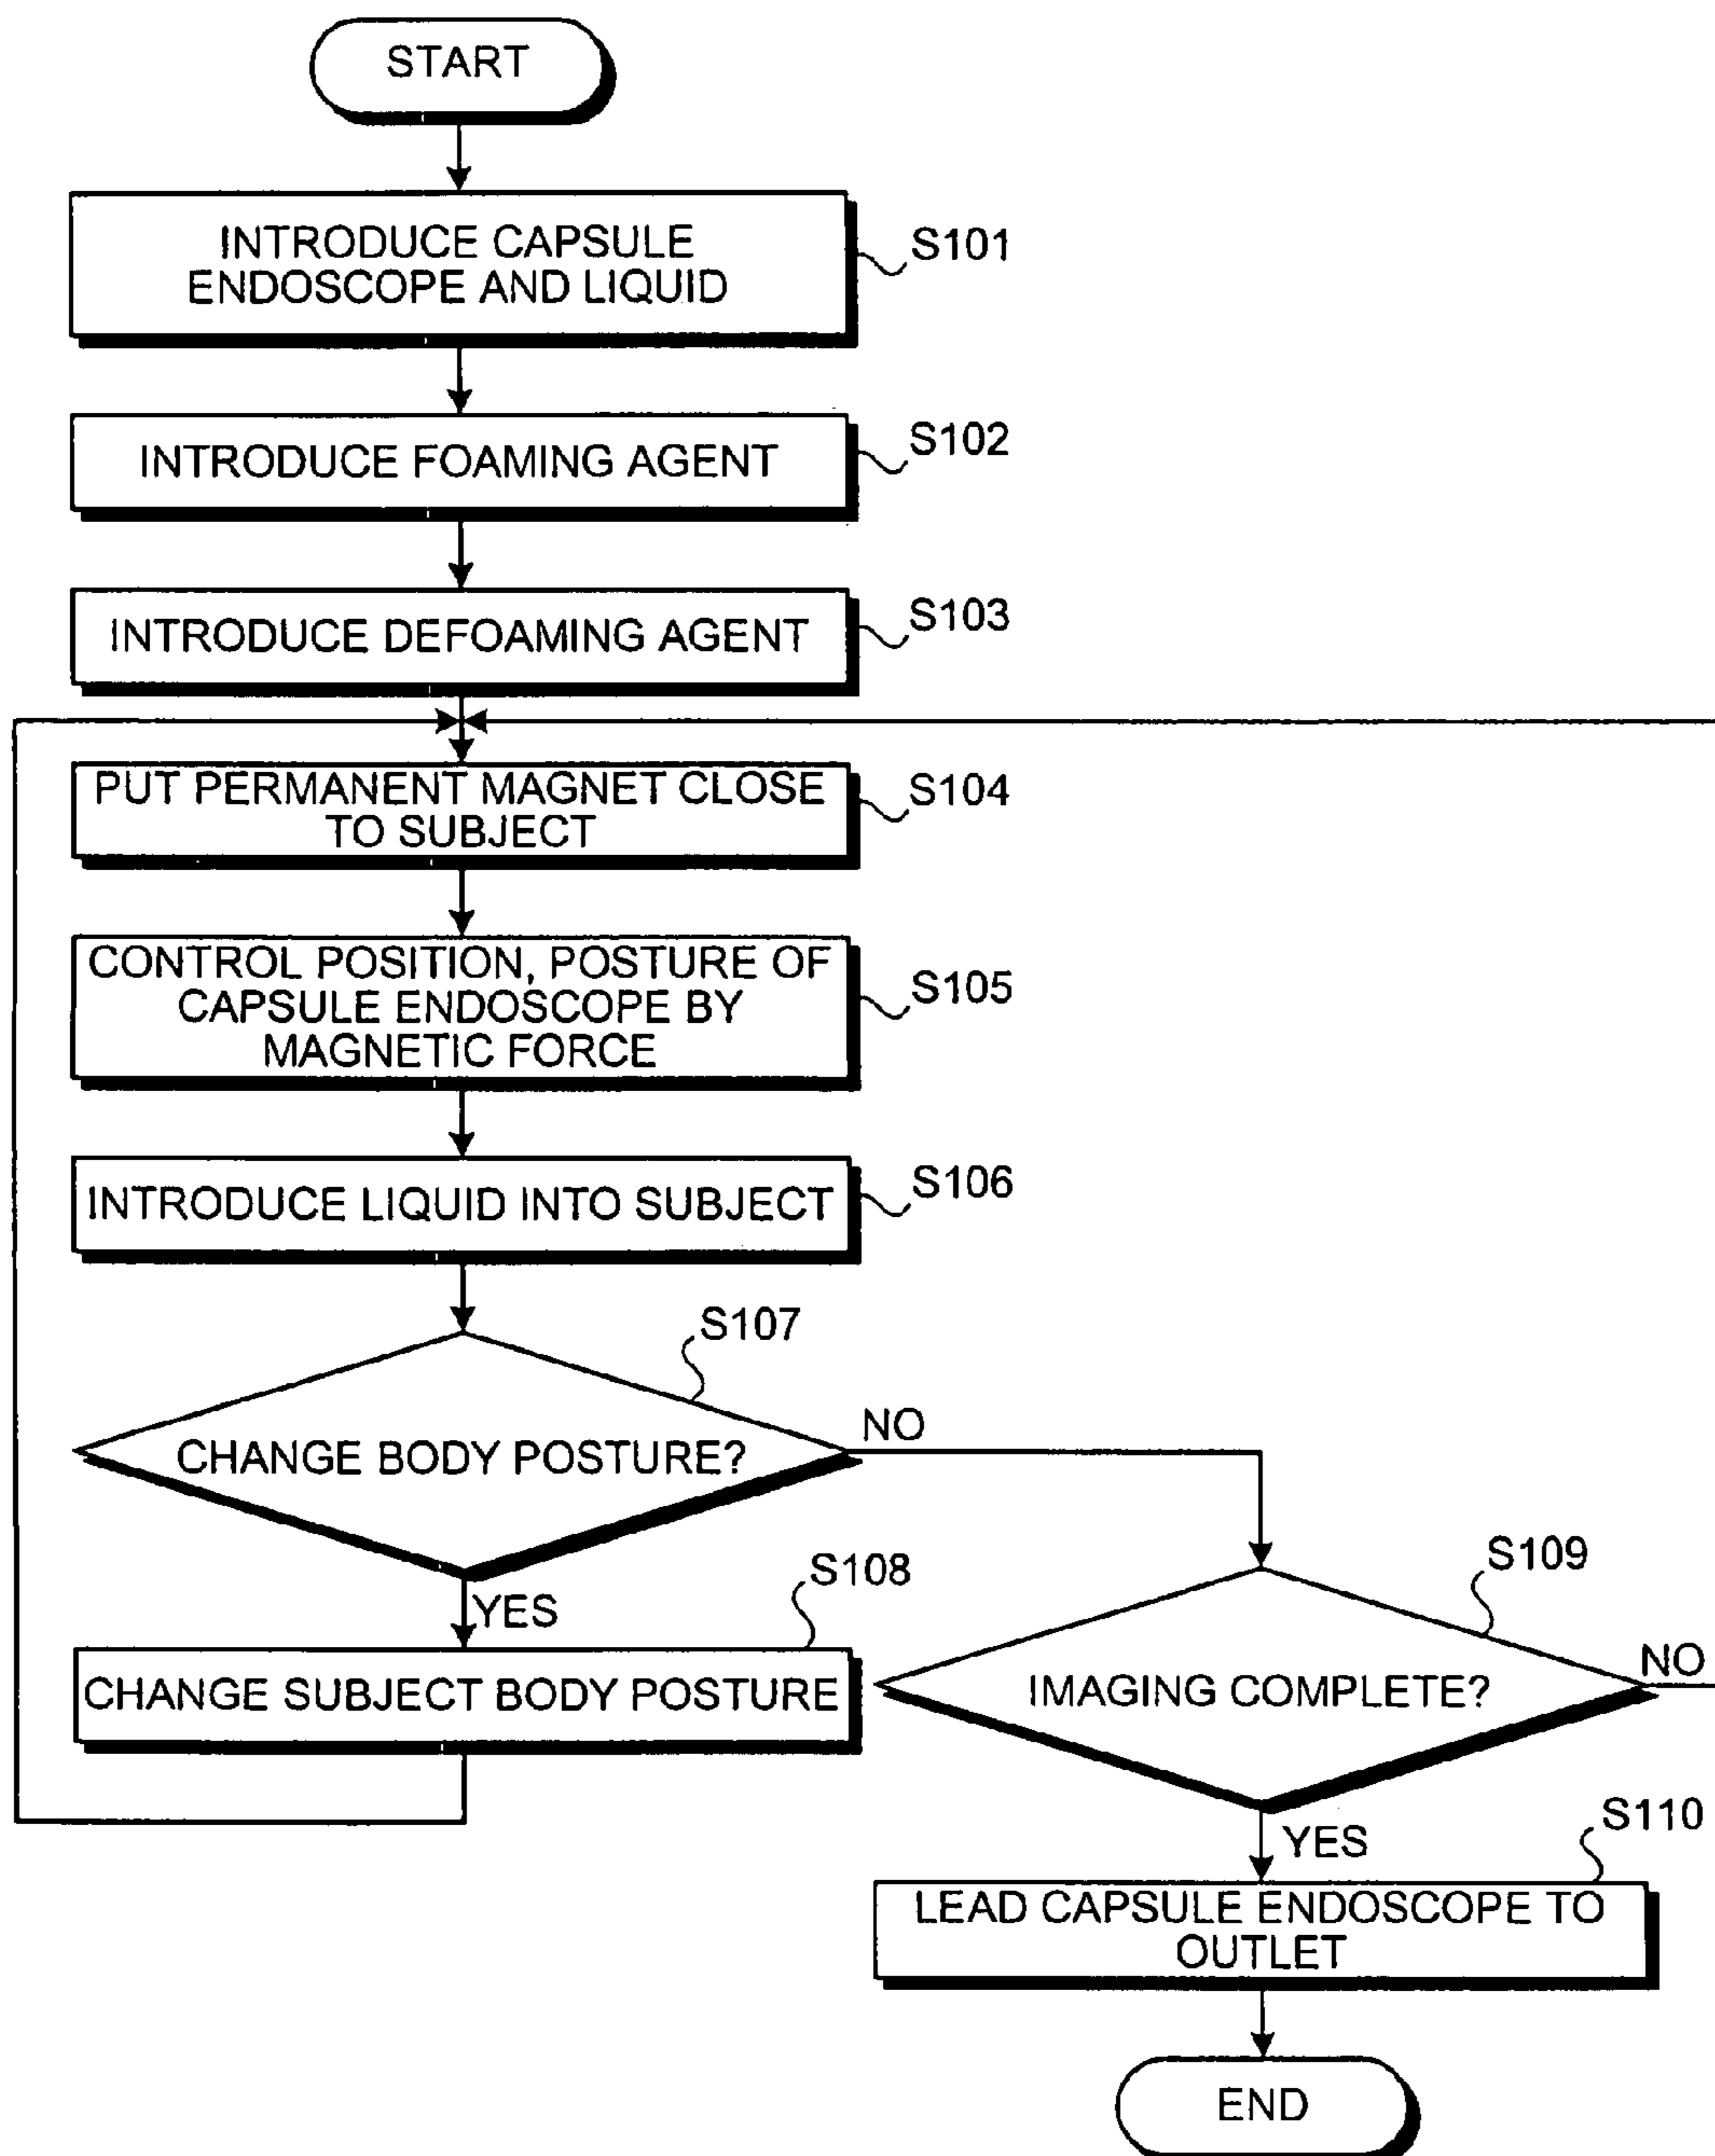 START
INTRODUCE CAPSULE
ENDOSCOPE AND LIQUID
S101
INTRODUCE FOAMING AGENT
S102
INTRODUCE DEFOAMING AGENT
S103
PUT PERMANENT MAGNET CLOSE
TO SUBJECT
S104
CONTROL POSITION, POSTURE OF
CAPSULE ENDOSCOPE BY
MAGNETIC FORCE
S105
INTRODUCE LIQUID INTO SUBJECT
S106
S107
CHANGE BODY POSTURE?
NO
YES
S108
CHANGE SUBJECT BODY POSTURE
S109
IMAGING COMPLETE?
NO
YES
S110
LEAD CAPSULE ENDOSCOPE TO
OUTLET
END